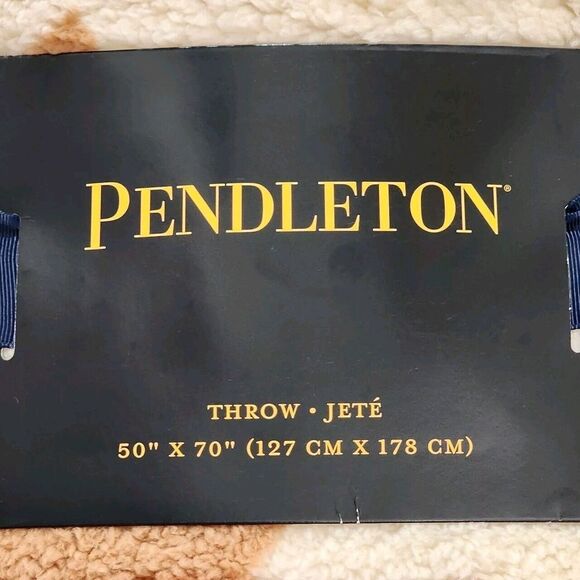 PENDLETON®
THROW • JETÉ
50" X 70" (127 CM X 178 CM)